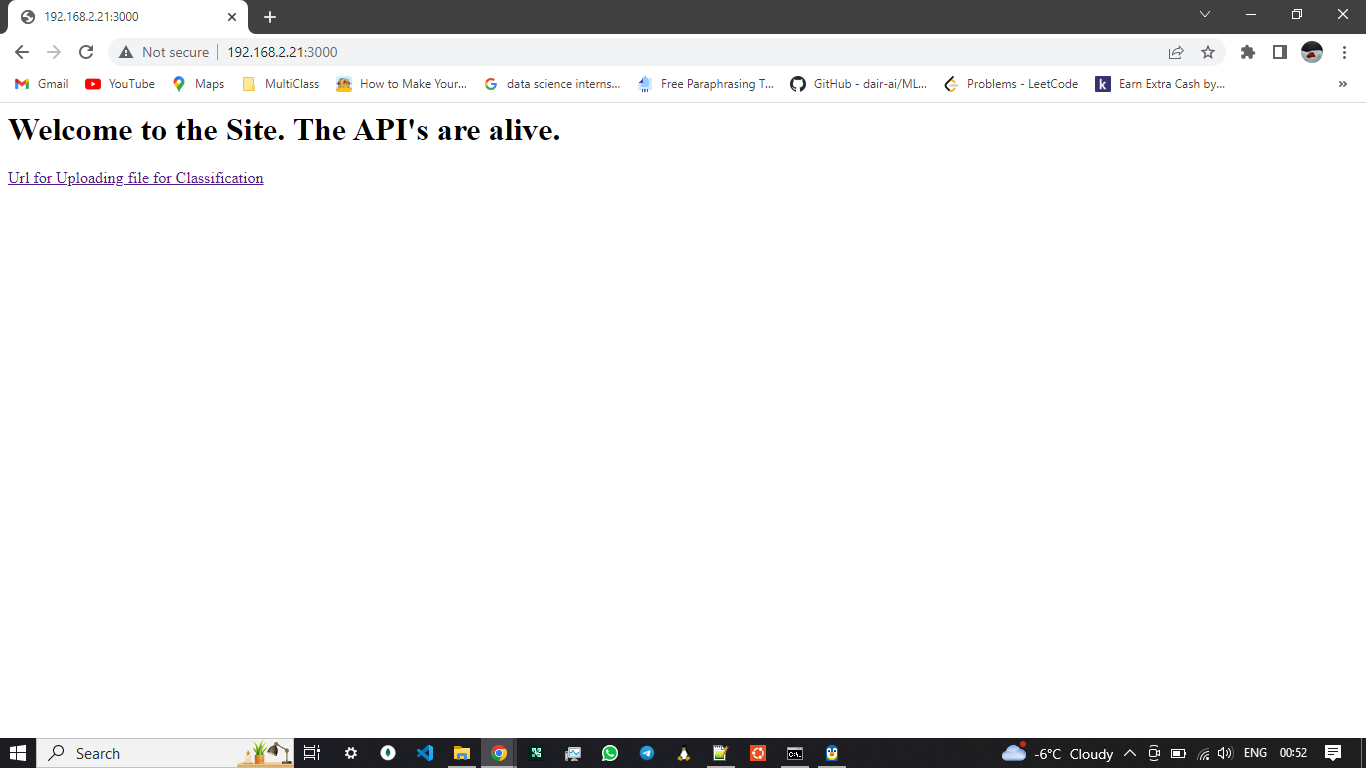 192.168.2.21:3000
Not secure 192.168.2.21:3000
Gmail YouTube Maps MultiClass How to Make Your... data science interns... Free Paraphrasing T... GitHub - dair-ai/ML... Problems - LeetCode k Earn Extra Cash by... »
Welcome to the Site. The API's are alive.
Url for Uploading file for Classification
Search -6°C Cloudy ENG 00:52